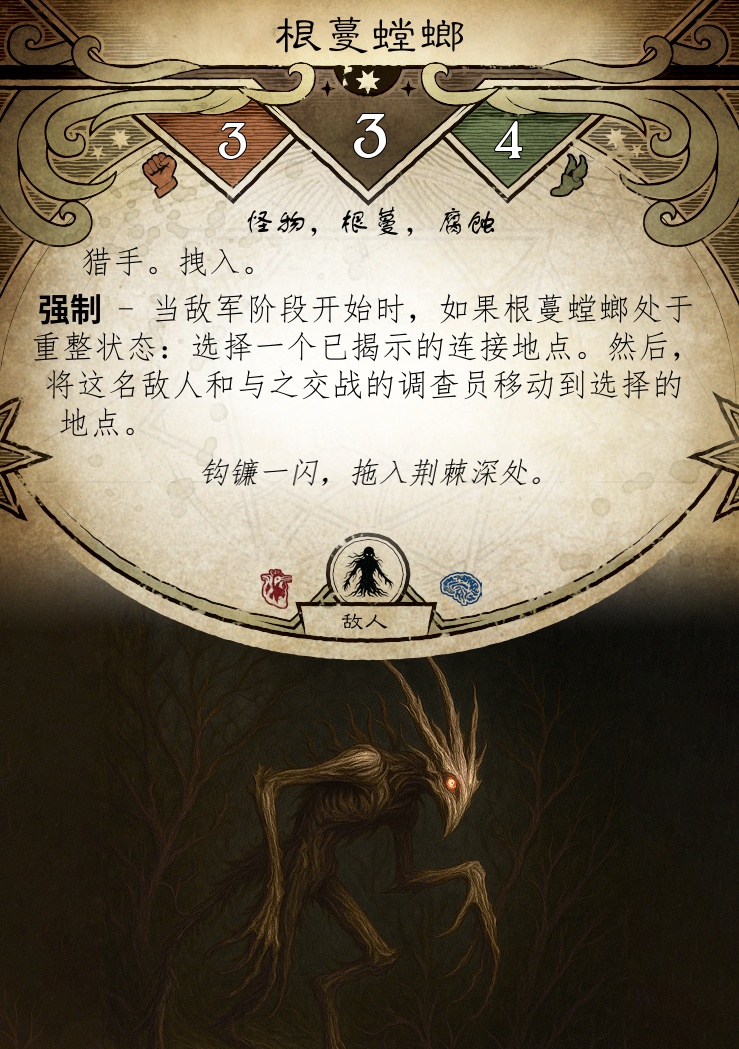 根蔓螳螂
3 3 4
怪物，根蔓，腐蚀
猎手。拽入。
强制 – 当敌军阶段开始时，如果根蔓螳螂处于
重整状态：选择一个已揭示的连接地点。然后，
将这名敌人和与之交战的调查员移动到选择的
地点。
钩镰一闪，拖入荆棘深处。
敌人